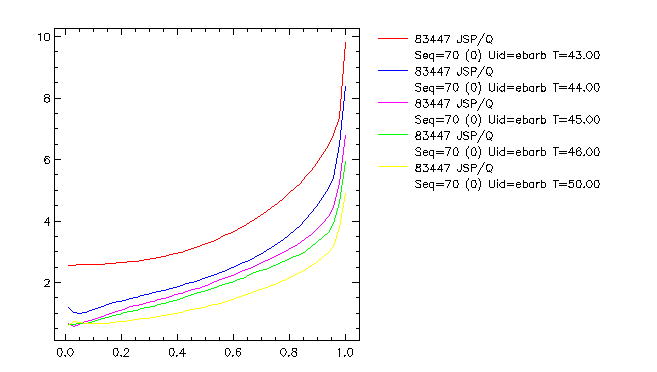 10
8
6
4
2
0.0 0.2 0.4 0.6 0.8 1.0
83447 JSP/Q
Seq=70 (0) Uid=ebarb T=43.00
83447 JSP/Q
Seq=70 (0) Uid=ebarb T=44.00
83447 JSP/Q
Seq=70 (0) Uid=ebarb T=45.00
83447 JSP/Q
Seq=70 (0) Uid=ebarb T=46.00
83447 JSP/Q
Seq=70 (0) Uid=ebarb T=50.00